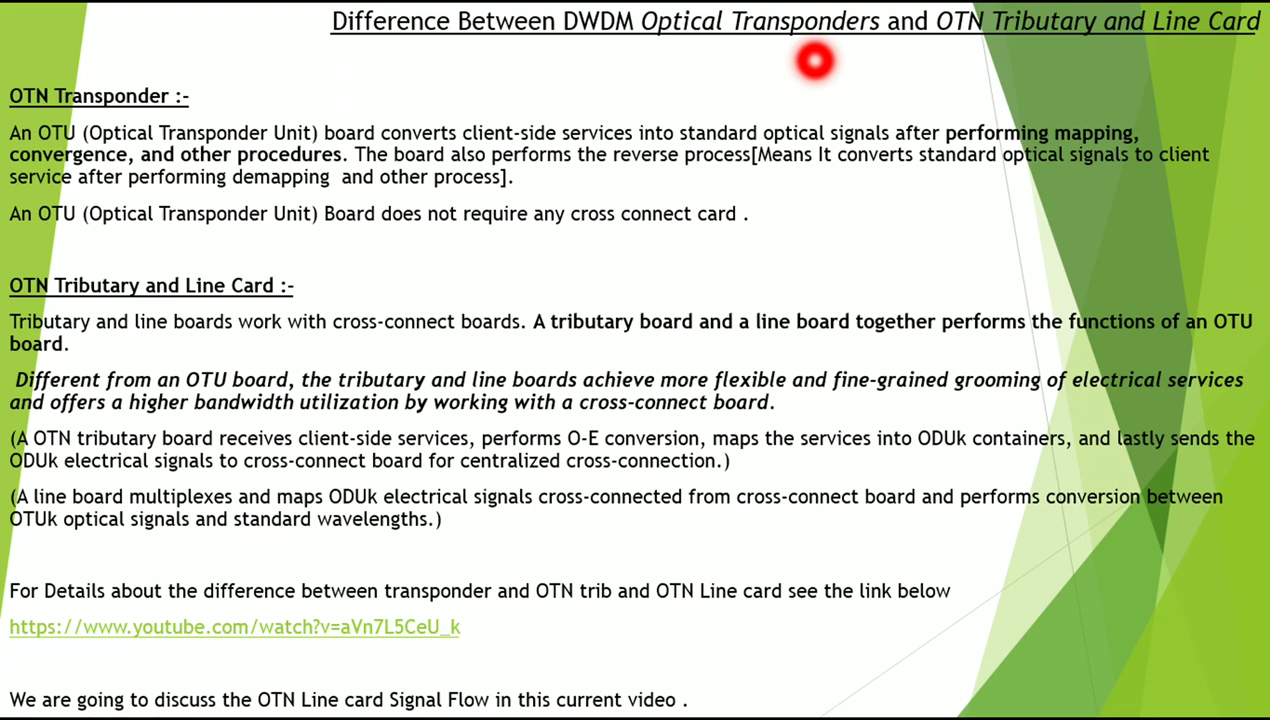 Difference Between DWDM Optical Transponders and OTN Tributary and Line Card
OTN Transponder :-
An OTU (Optical Transponder Unit) board converts client-side services into standard optical signals after performing mapping,
convergence, and other procedures. The board also performs the reverse process[Means It converts standard optical signals to client
service after performing demapping  and other process].
An OTU (Optical Transponder Unit) Board does not require any cross connect card .
OTN Tributary and Line Card :-
Tributary and line boards work with cross-connect boards. A tributary board and a line board together performs the functions of an OTU
board.
Different from an OTU board, the tributary and line boards achieve more flexible and fine-grained grooming of electrical services
and offers a higher bandwidth utilization by working with a cross-connect board.
(A OTN tributary board receives client-side services, performs O-E conversion, maps the services into ODUk containers, and lastly sends the
ODUk electrical signals to cross-connect board for centralized cross-connection.)
(A line board multiplexes and maps ODUk electrical signals cross-connected from cross-connect board and performs conversion between
OTUk optical signals and standard wavelengths.)
For Details about the difference between transponder and OTN trib and OTN Line card see the link below
https://www.youtube.com/watch?v=aVn7L5CeU_k
We are going to discuss the OTN Line card Signal Flow in this current video .